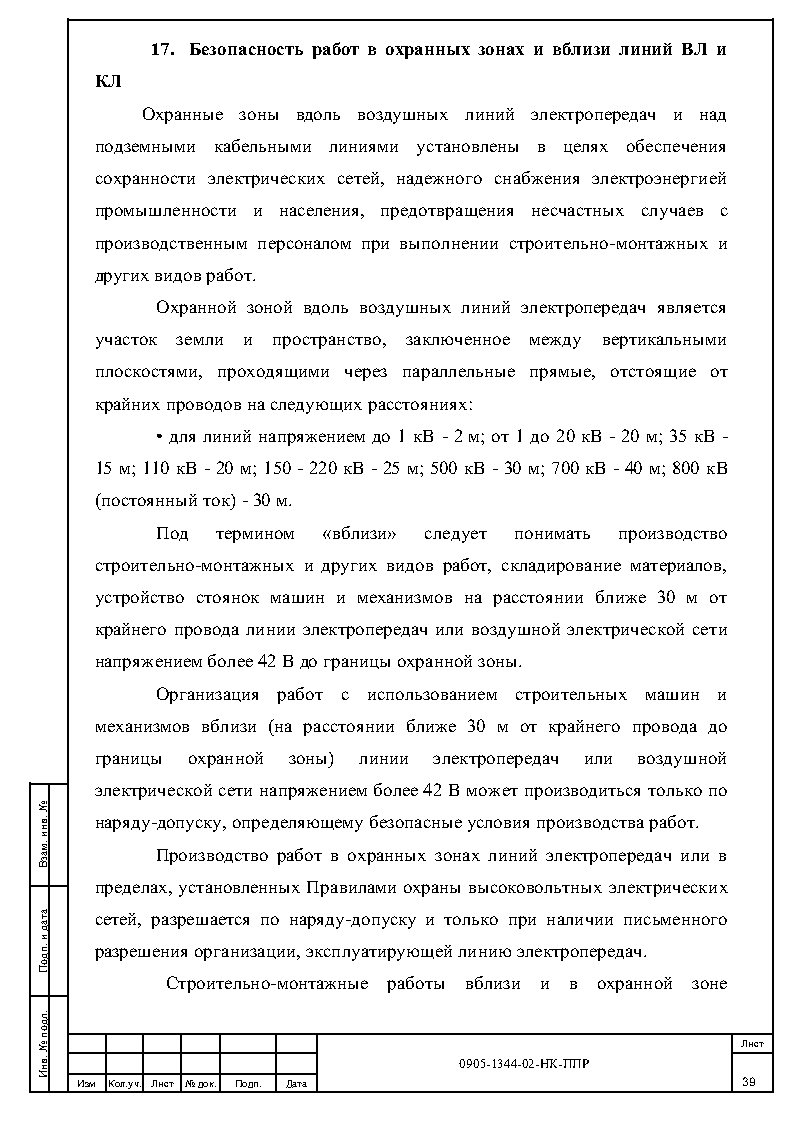 17. Безопасность работ в охранных зонах и вблизи линий ВЛ и
КЛ
Охранные зоны вдоль воздушных линий электропередач и над
подземными кабельными линиями установлены в целях обеспечения
сохранности электрических сетей, надежного снабжения электроэнергией
промышленности и населения, предотвращения несчастных случаев с
производственным персоналом при выполнении строительно-монтажных и
других видов работ.
Охранной зоной вдоль воздушных линий электропередач является
участок земли и пространство, заключенное между вертикальными
плоскостями, проходящими через параллельные прямые, отстоящие от
крайних проводов на следующих расстояниях:
• для линий напряжением до 1 кВ - 2 м; от 1 до 20 кВ - 20 м; 35 кВ -
15 м; 110 кВ - 20 м; 150 - 220 кВ - 25 м; 500 кВ - 30 м; 700 кВ - 40 м; 800 кВ
(постоянный ток) - 30 м.
Под термином «вблизи» следует понимать производство
строительно-монтажных и других видов работ, складирование материалов,
устройство стоянок машин и механизмов на расстоянии ближе 30 м от
крайнего провода линии электропередач или воздушной электрической сети
напряжением более 42 В до границы охранной зоны.
Организация работ с использованием строительных машин и
механизмов вблизи (на расстоянии ближе 30 м от крайнего провода до
границы охранной зоны) линии электропередач или воздушной
электрической сети напряжением более 42 В может производиться только по
наряду-допуску, определяющему безопасные условия производства работ.
Производство работ в охранных зонах линий электропередач или в
пределах, установленных Правилами охраны высоковольтных электрических
сетей, разрешается по наряду-допуску и только при наличии письменного
разрешения организации, эксплуатирующей линию электропередач.
Строительно-монтажные работы вблизи и в охранной зоне
Взам. инв. №
Подп. и дата
Инв. № подл.
Изм Кол.уч. Лист № док. Подп. Дата
0905-1344-02-НК-ППР
Лист
39